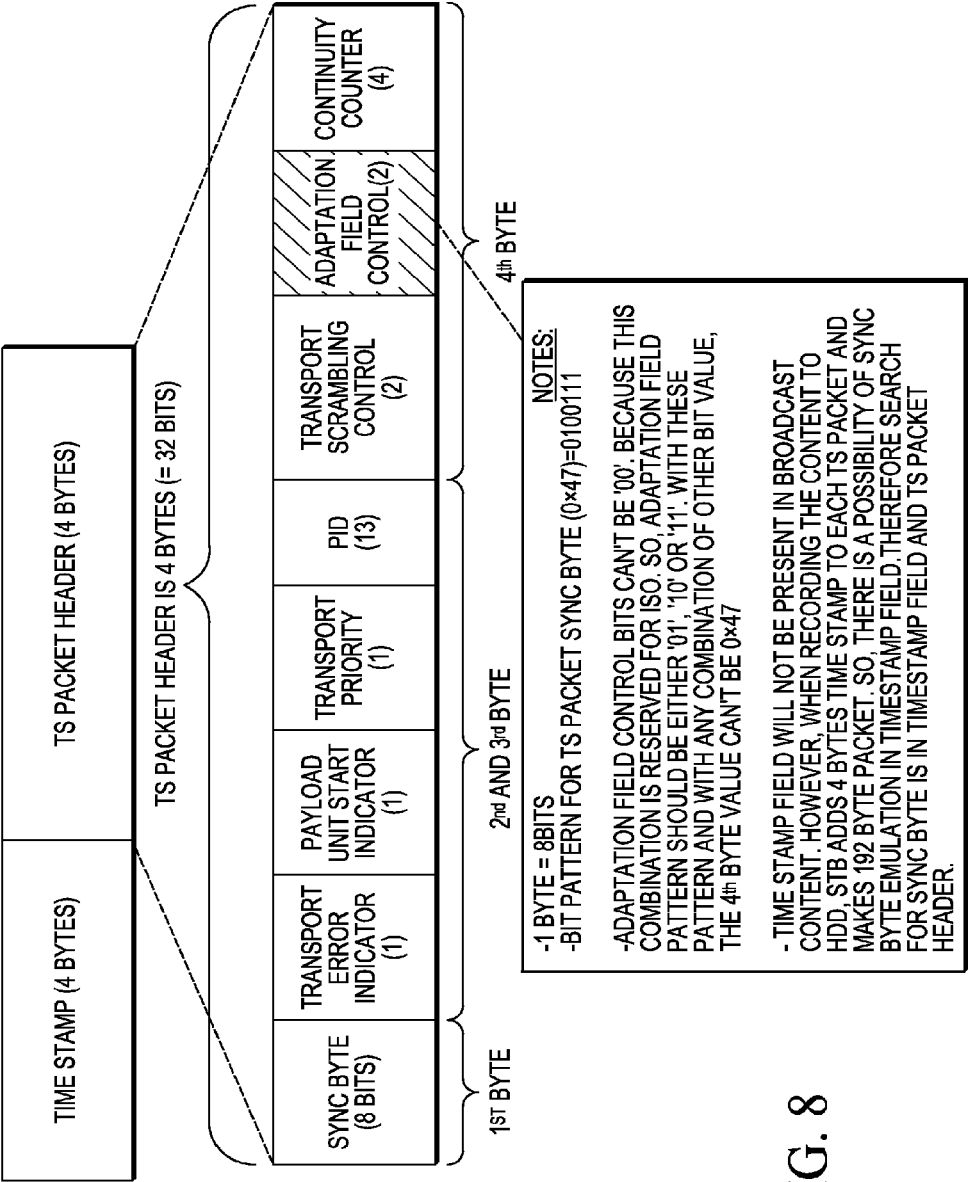 TIME STAMP (4 BYTES)
TS PACKET HEADER (4 BYTES)
TS PACKET HEADER IS 4 BYTES (= 32 BITS)
SYNC BYTE
(8 BITS)
TRANSPORT
ERROR
INDICATOR
(1)
PAYLOAD
UNIT START
INDICATOR
(1)
TRANSPORT
PRIORITY
(1)
PID
(13)
TRANSPORT
SCRAMBLING
CONTROL
(2)
ADAPTATION
FIELD
CONTROL(2)
CONTINUITY
COUNTER
(4)
1ST BYTE
2nd AND 3rd BYTE
4th BYTE
NOTES:
-1 BYTE = 8BITS
-BIT PATTERN FOR TS PACKET SYNC BYTE (0×47)=0100111
-ADAPTATION FIELD CONTROL BITS CAN'T BE '00'. BECAUSE THIS
COMBINATION IS RESERVED FOR ISO. SO, ADAPTATION FIELD
PATTERN SHOULD BE EITHER '01', '10' OR '11'. WITH THESE
PATTERN AND WITH ANY COMBINATION OF OTHER BIT VALUE,
THE 4th BYTE VALUE CAN'T BE 0×47
- TIME STAMP FIELD WILL NOT BE PRESENT IN BROADCAST
CONTENT. HOWEVER, WHEN RECORDING THE CONTENT TO
HDD, STB ADDS 4 BYTES TIME STAMP TO EACH TS PACKET AND
MAKES 192 BYTE PACKET. SO, THERE IS A POSSIBILITY OF SYNC
BYTE EMULATION IN TIMESTAMP FIELD.THEREFORE SEARCH
FOR SYNC BYTE IS IN TIMESTAMP FIELD AND TS PACKET
HEADER.
G. 8